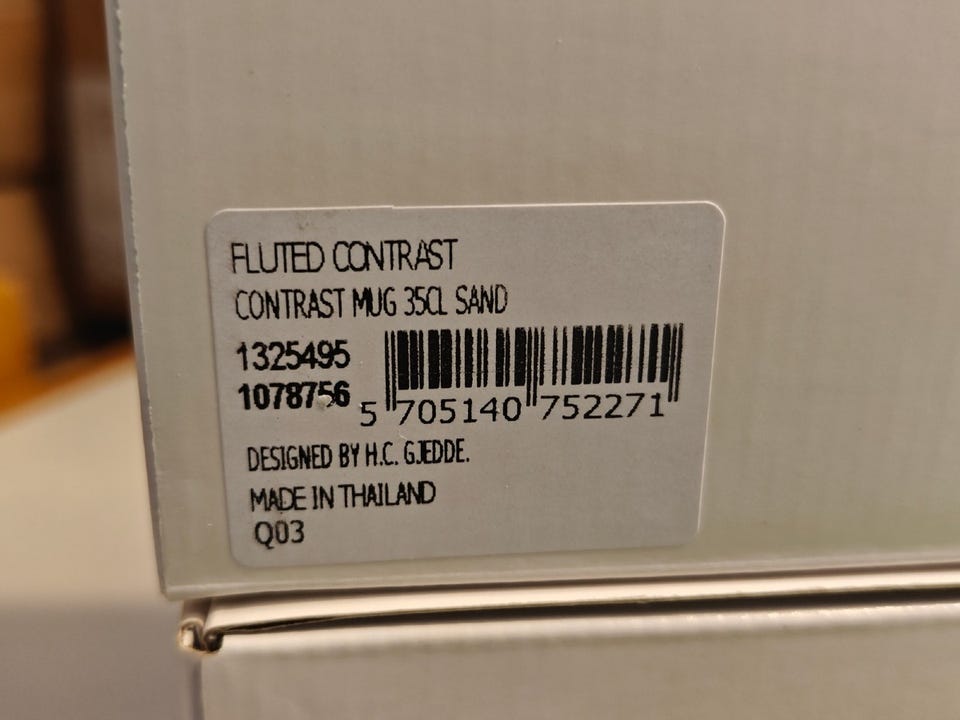 FLUTED CONTRAST
CONTRAST MUG 35CL SAND
1325495
1078756
5 705140 752271
DESIGNED BY H.C. GJEDDE.
MADE IN THAILAND
Q03